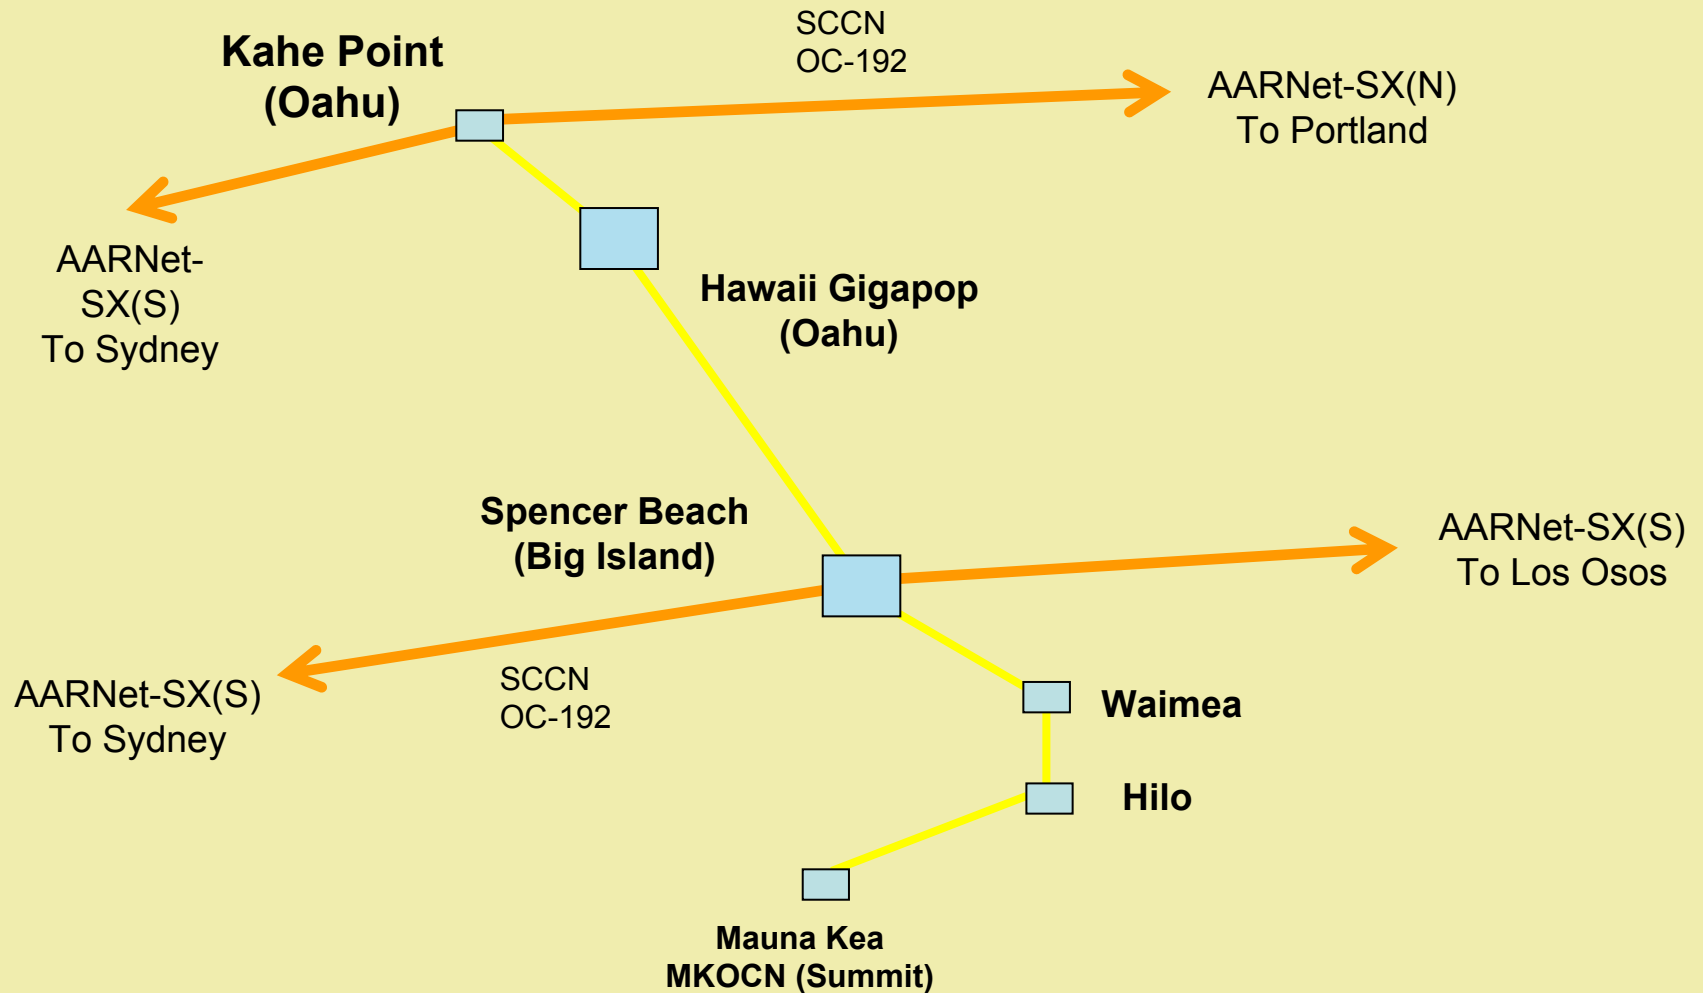 SCCN
OC-192
Kahe Point
(Oahu)
AARNet-SX(N)
To Portland
AARNet-
SX(S)
To Sydney
Hawaii Gigapop
(Oahu)
Spencer Beach
(Big Island)
AARNet-SX(S)
To Los Osos
AARNet-SX(S)
To Sydney
SCCN
OC-192
Waimea
Hilo
Mauna Kea
MKOCN (Summit)